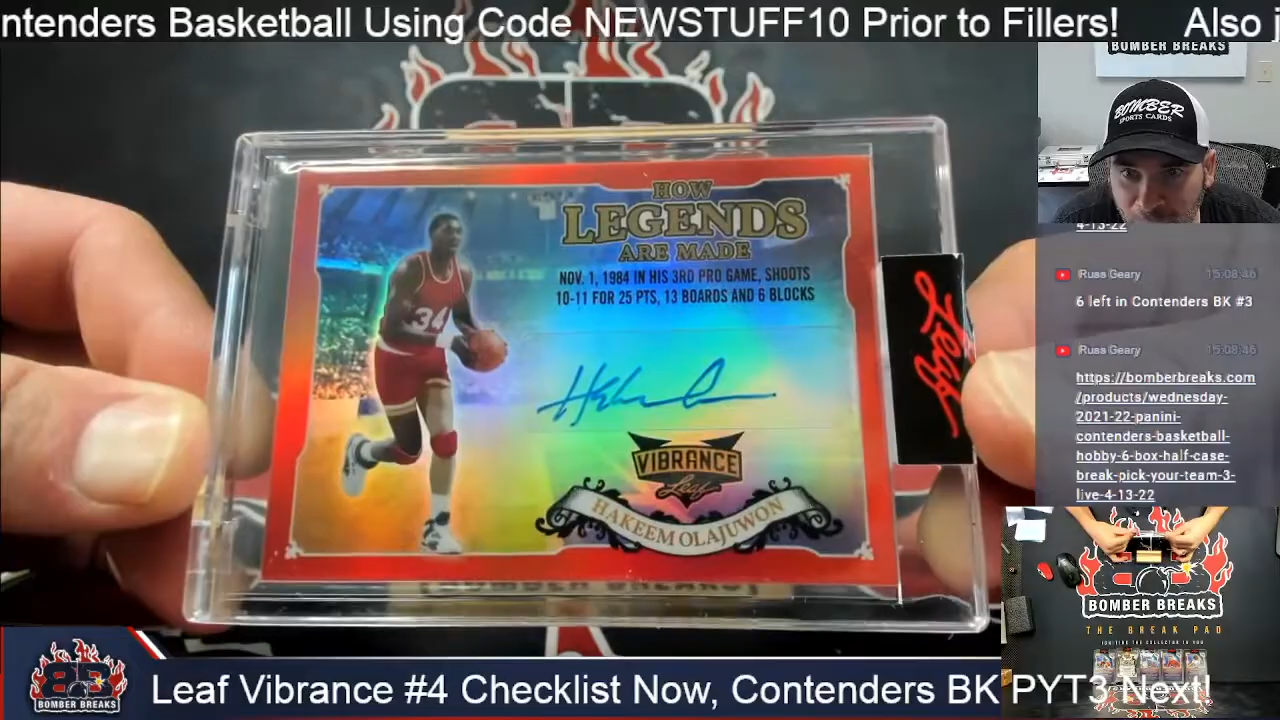 ntenders Basketball Using Code NEWSTUFF10 Prior to Fillers! Also j
BOMBER BREAKS
BOMBER
SPORTS CARDS
HOW
LEGENDS
ARE MADE
NOV. 1, 1984 IN HIS 3RD PRO GAME, SHOOTS
10-11 FOR 25 PTS, 13 BOARDS AND 6 BLOCKS
34
VIBRANCE
Leaf
HAKEEM OLAJUWON
Leaf
4-13-22
Russ Geary 15:08:46
6 left in Contenders BK #3
Russ Geary 15:08:46
https://bomberbreaks.com
/products/wednesday-
2021-22-panini-
contenders-basketball-
hobby-6-box-half-case-
break-pick-your-team-3-
live-4-13-22
BOMBER BREAKS
THE BREAK PAD
IGNITING THE COLLECTOR IN YOU
BOMBER BREAKS
Leaf Vibrance #4 Checklist Now, Contenders BK PYT3 Next!